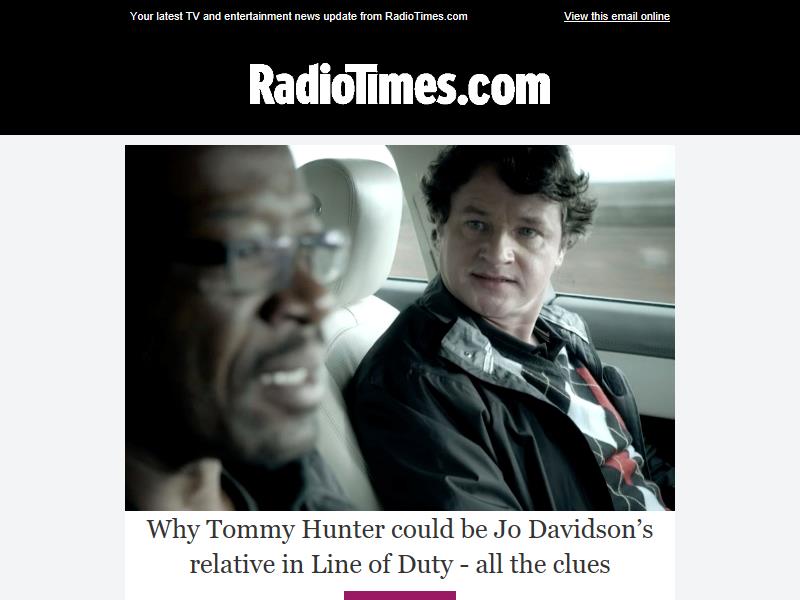 Your latest TV and entertainment news update from RadioTimes.com
View this email online
RadioTimes.com
Why Tommy Hunter could be Jo Davidson’s
relative in Line of Duty - all the clues